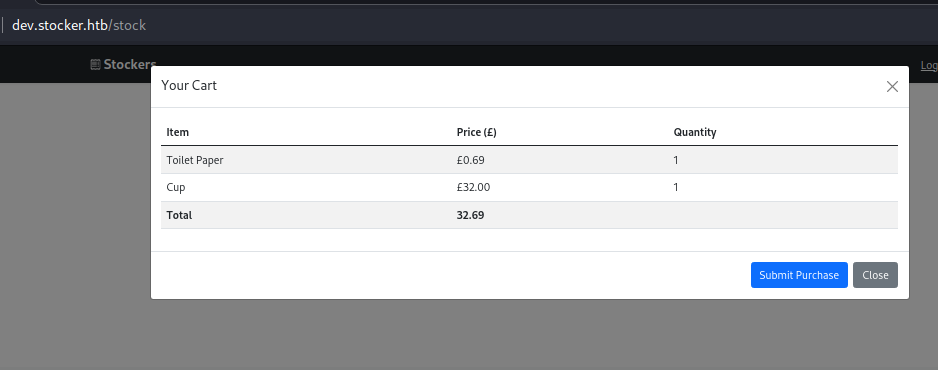 dev.stocker.htb/stock
Stockers
Log
Your Cart
Item Price (£) Quantity
Toilet Paper £0.69 1
Cup £32.00 1
Total 32.69
Submit Purchase Close